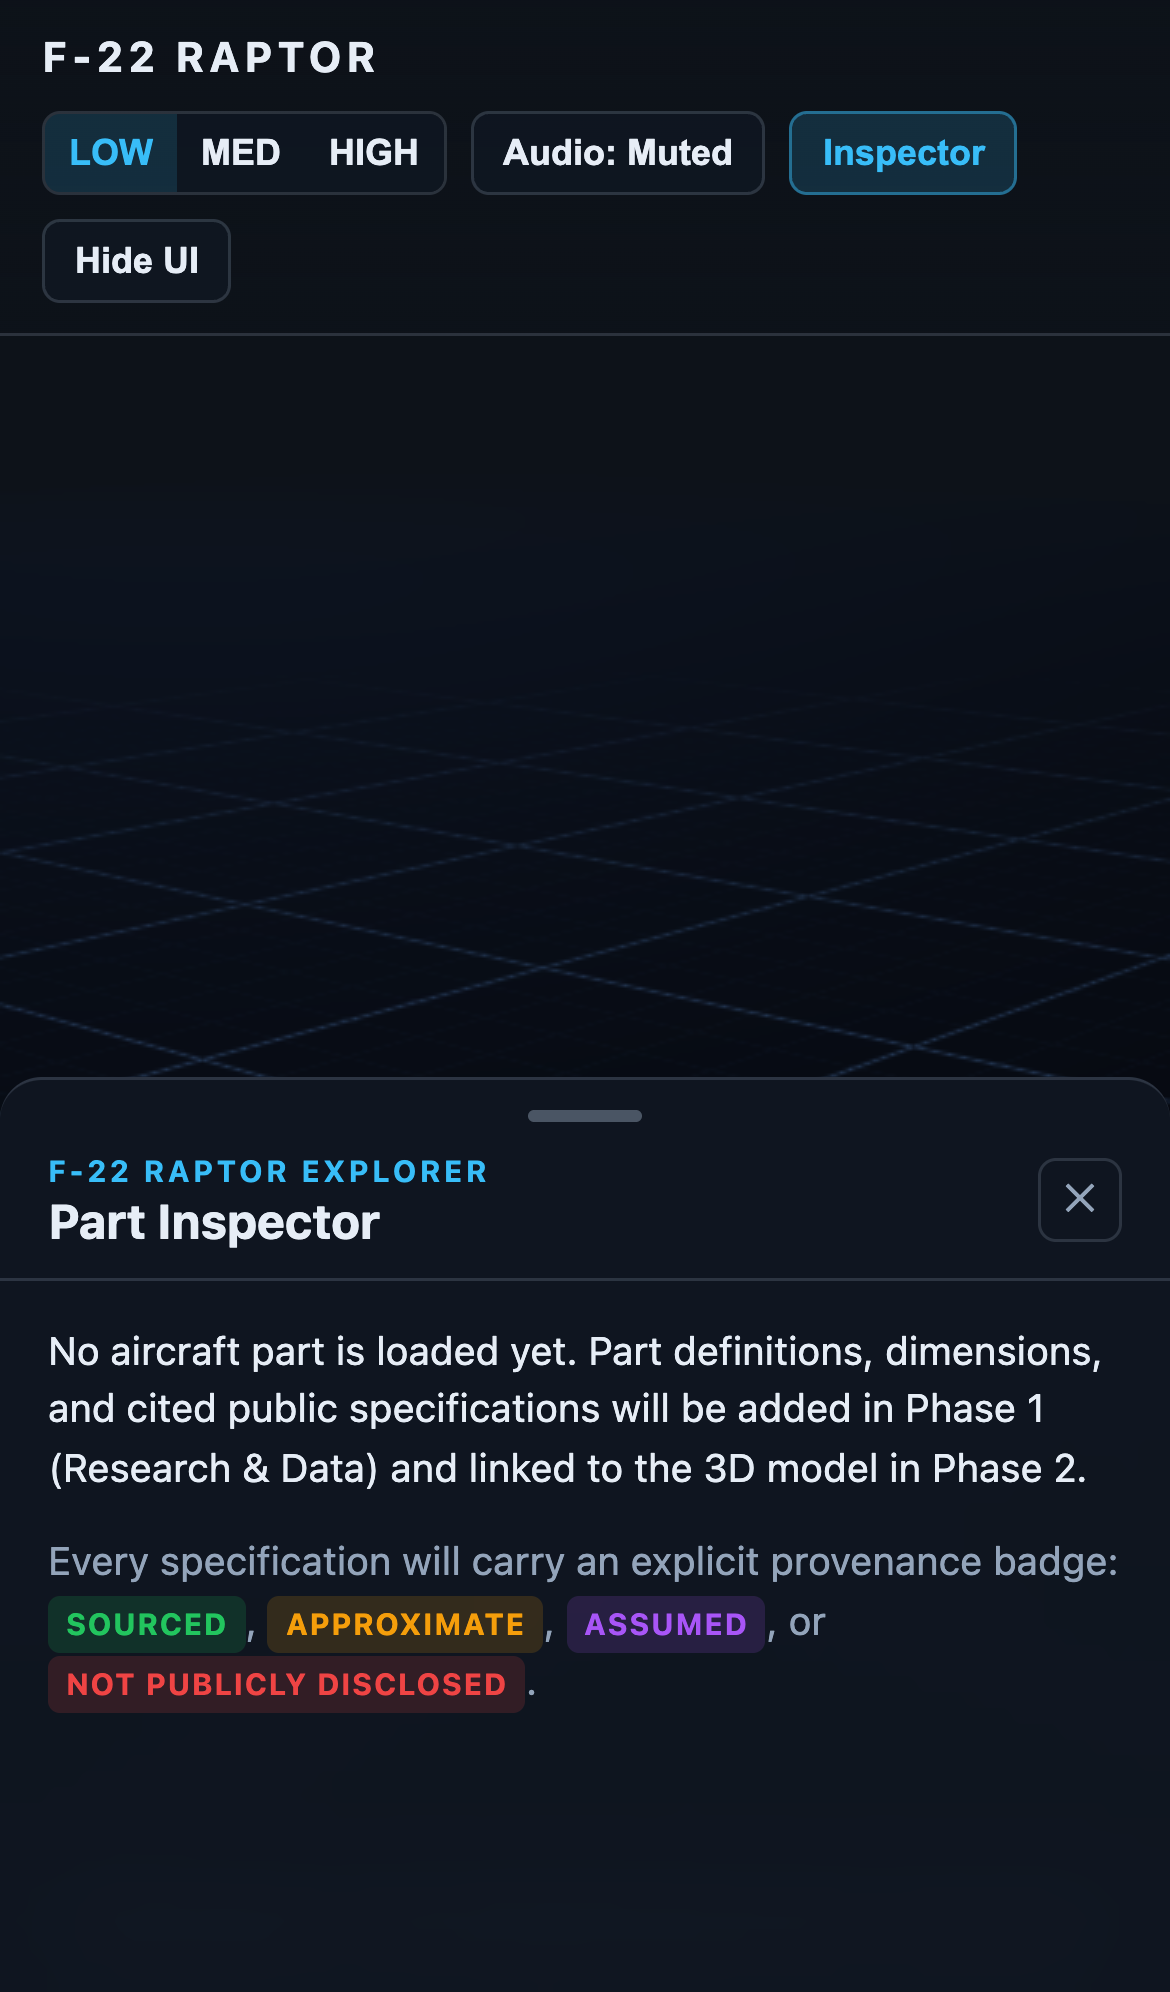 F-22 RAPTOR
LOW MED HIGH Audio: Muted Inspector
Hide UI
F-22 RAPTOR EXPLORER
Part Inspector
No aircraft part is loaded yet. Part definitions, dimensions,
and cited public specifications will be added in Phase 1
(Research & Data) and linked to the 3D model in Phase 2.
Every specification will carry an explicit provenance badge:
SOURCED, APPROXIMATE, ASSUMED, or
NOT PUBLICLY DISCLOSED.